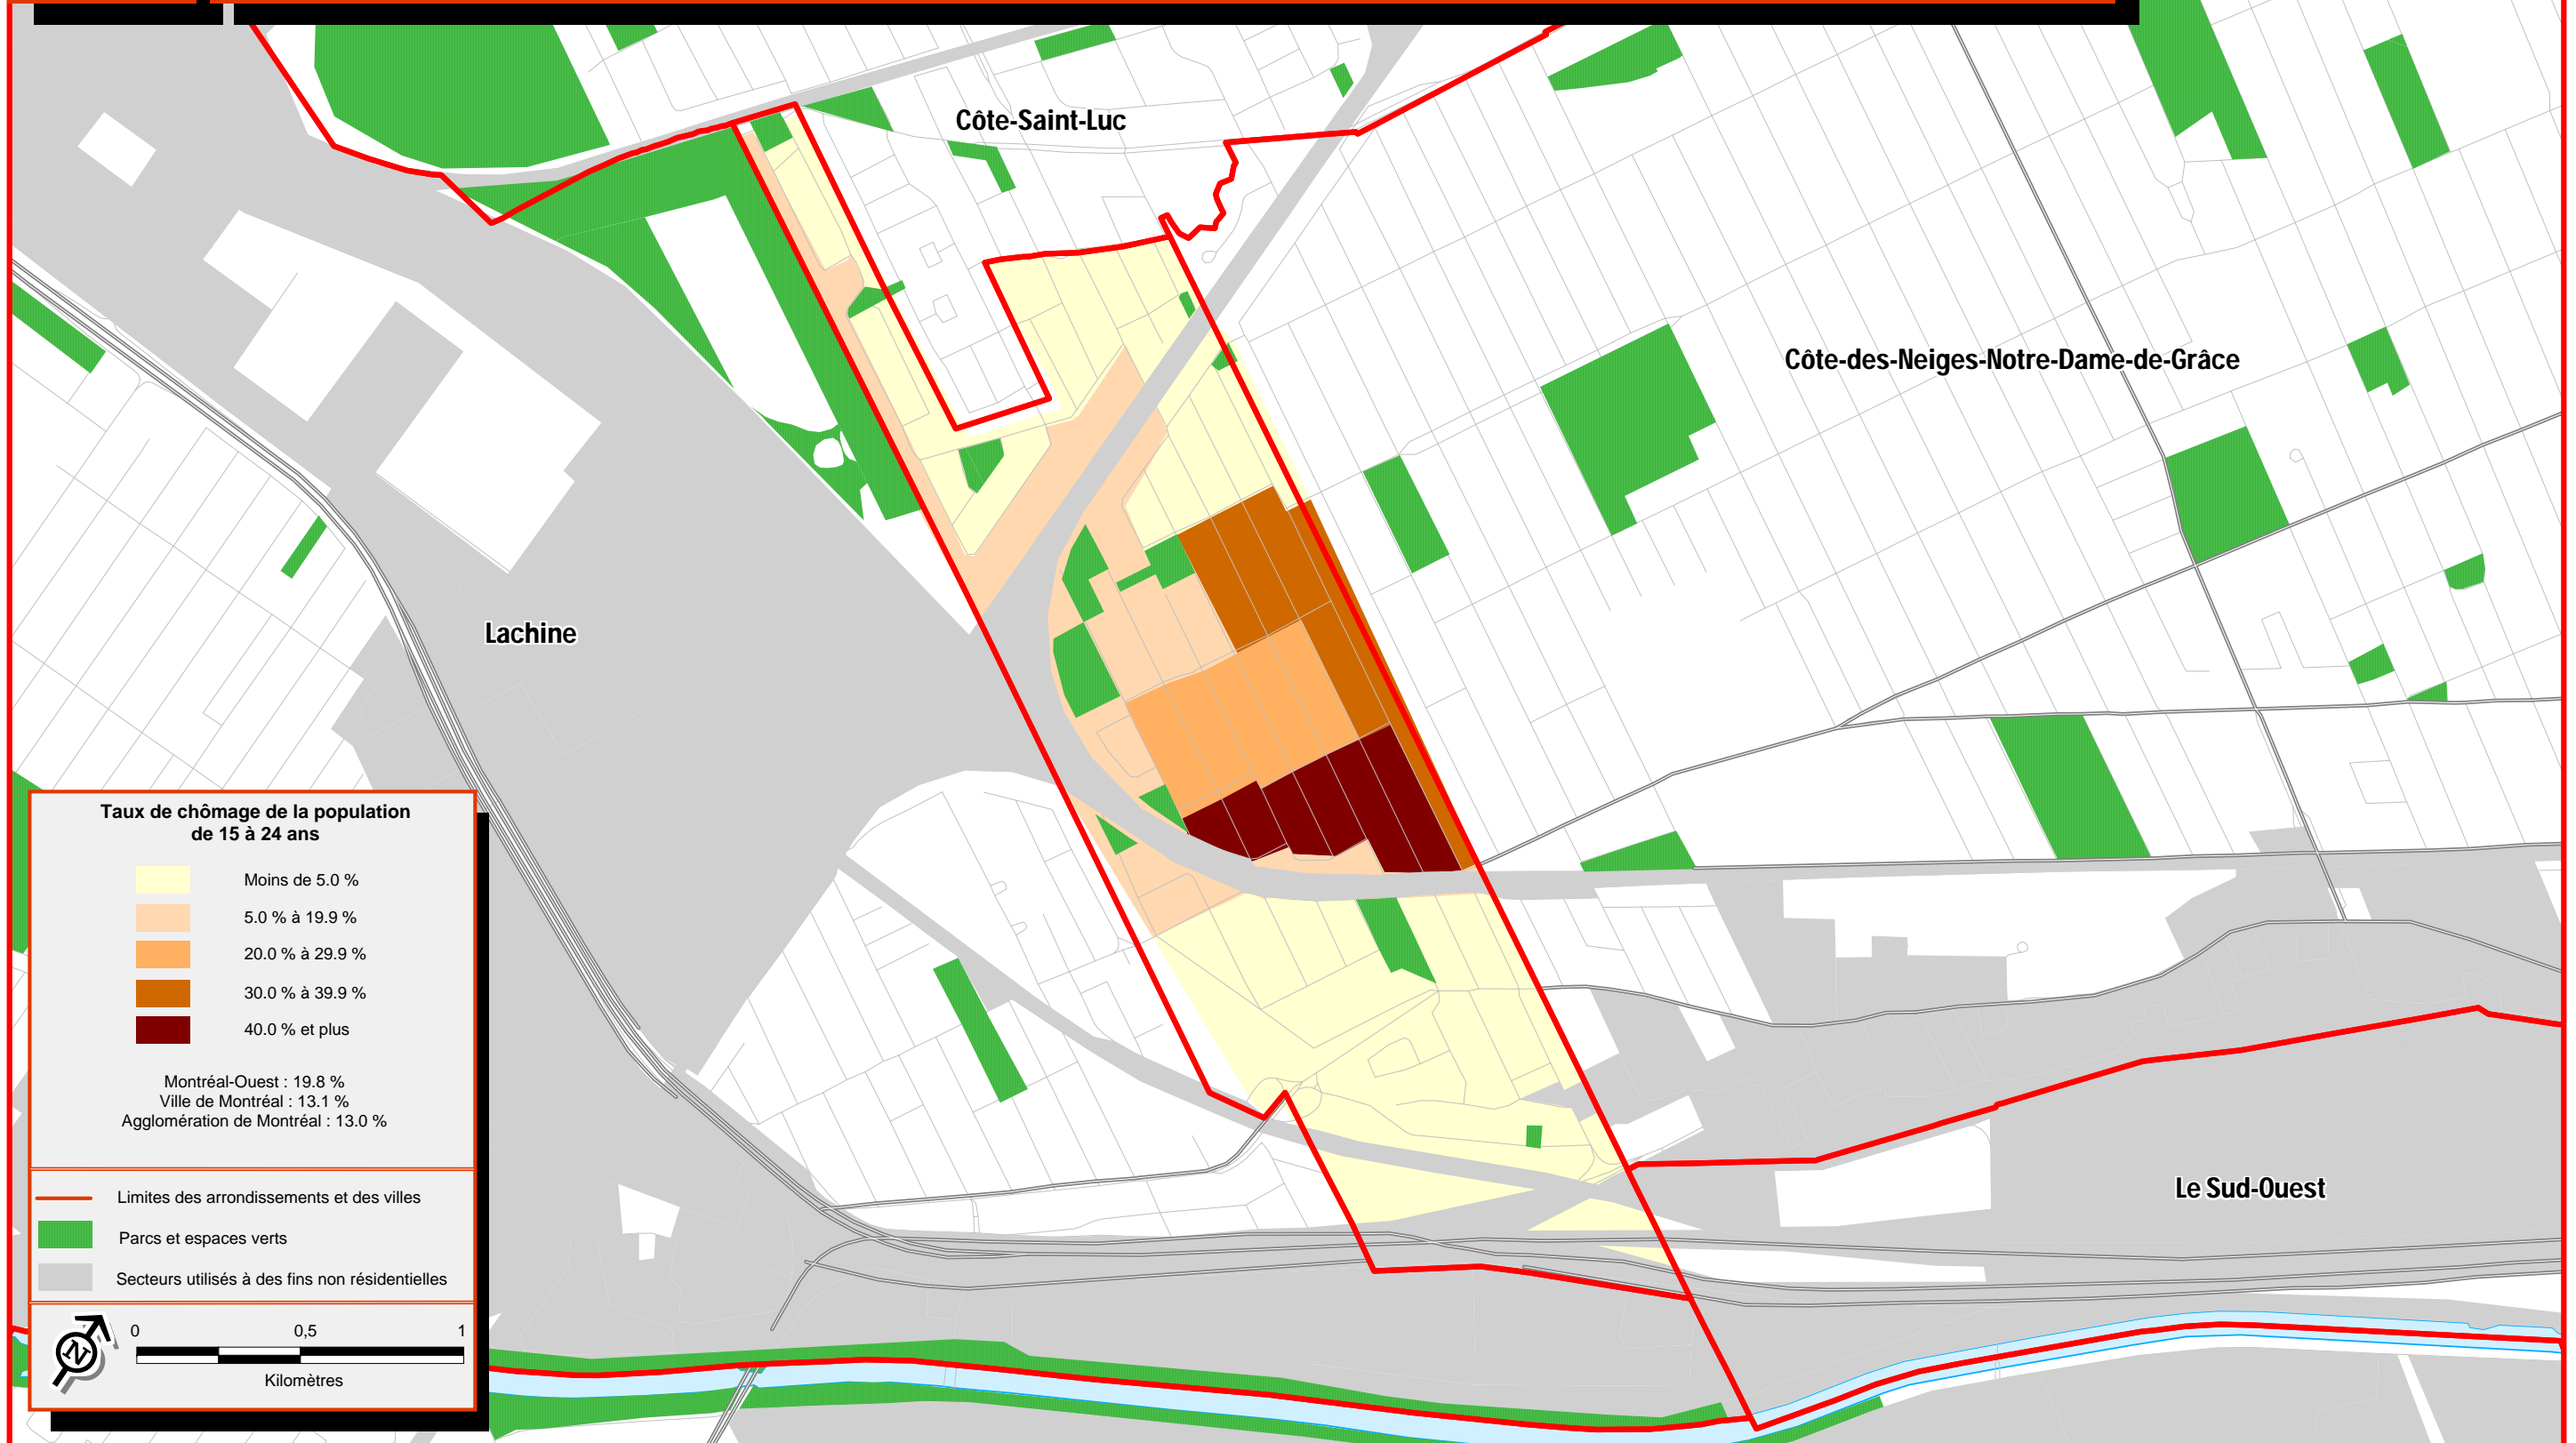 Côte-Saint-Luc
Côte-des-Neiges-Notre-Dame-de-Grâce
Lachine
Le Sud-Ouest
Taux de chômage de la population
de 15 à 24 ans
Moins de 5.0 %
5.0 % à 19.9 %
20.0 % à 29.9 %
30.0 % à 39.9 %
40.0 % et plus
Montréal-Ouest : 19.8 %
Ville de Montréal : 13.1 %
Agglomération de Montréal : 13.0 %
Limites des arrondissements et des villes
Parcs et espaces verts
Secteurs utilisés à des fins non résidentielles
N
0 0,5 1
Kilomètres